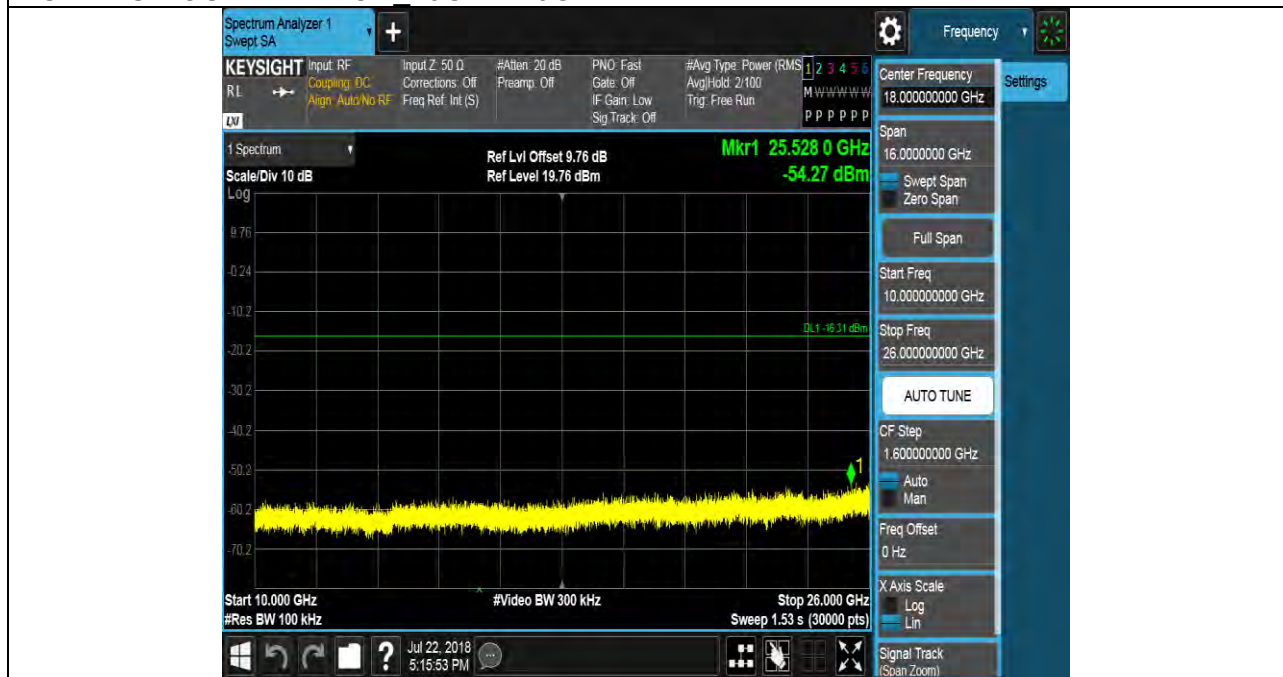 Spectrum Analyzer 1
Swept SA
+
Frequency
KEYSIGHT
RL
LXI
Input: RF
Coupling: DC
Align: Auto/No RF
Input Z: 50 Ω
Corrections: Off
Freq Ref: Int (S)
#Atten: 20 dB
Preamp: Off
PNO: Fast
Gate: Off
IF Gain: Low
Sig Track: Off
#Avg Type: Power (RMS
Avg|Hold: 2/100
Trig: Free Run
1 2 3 4 5 6
M W W W W W
P P P P P P
Center Frequency
18.000000000 GHz
Settings
Span
16.0000000 GHz
Swept Span
Zero Span
Full Span
Start Freq
10.000000000 GHz
Stop Freq
26.000000000 GHz
AUTO TUNE
CF Step
1.600000000 GHz
Auto
Man
Freq Offset
0 Hz
X Axis Scale
Log
Lin
Signal Track
(Span Zoom)
1 Spectrum
Scale/Div 10 dB
Log
Ref Lvl Offset 9.76 dB
Ref Level 19.76 dBm
Mkr1 25.528 0 GHz
-54.27 dBm
9.76
-0.24
-10.2
DL1 -16.31 dBm
-20.2
-30.2
-40.2
-50.2
1
-60.2
-70.2
Start 10.000 GHz
#Res BW 100 kHz
#Video BW 300 kHz
Stop 26.000 GHz
Sweep 1.53 s (30000 pts)
?
Jul 22, 2018
5:15:53 PM